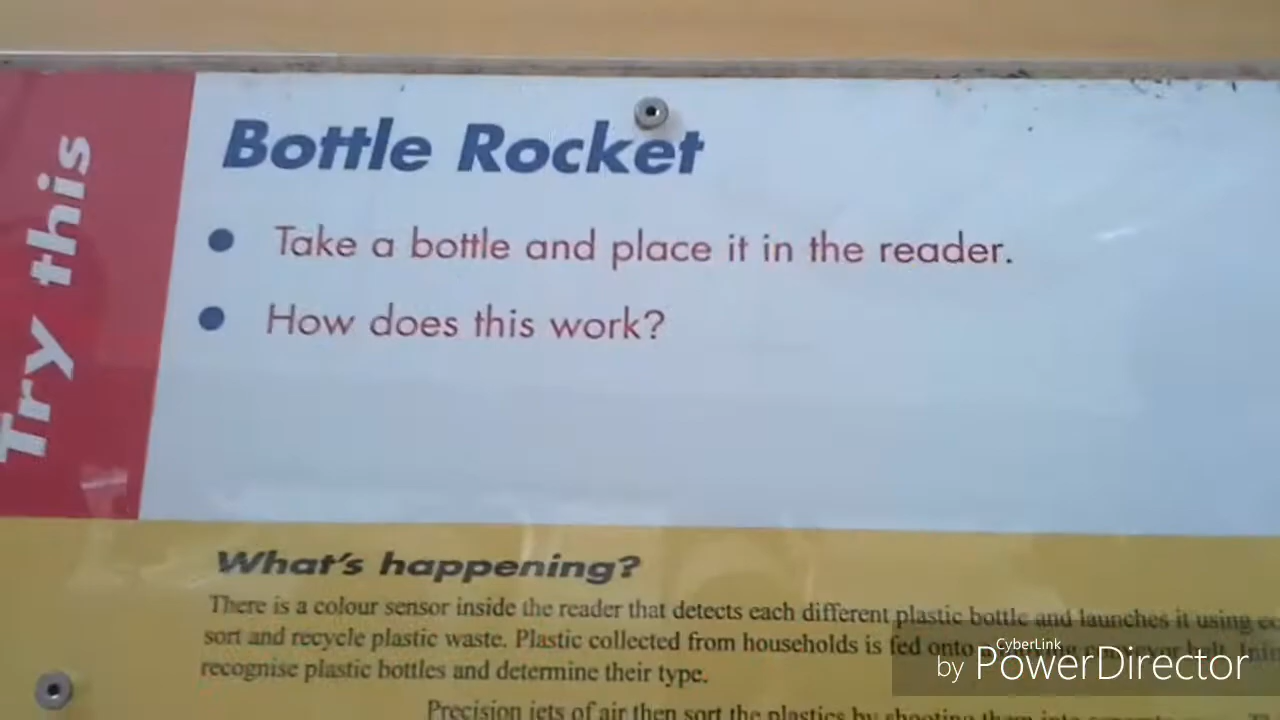 Try this
Bottle Rocket
Take a bottle and place it in the reader.
How does this work?
What's happening?
There is a colour sensor inside the reader that detects each different plastic bottle and launches it using
sort and recycle plastic waste. Plastic collected from households is fed onto
recognise plastic bottles and determine their type.
Precision jets of air then sort the plastics by shooting them into
CyberLink
by PowerDirector